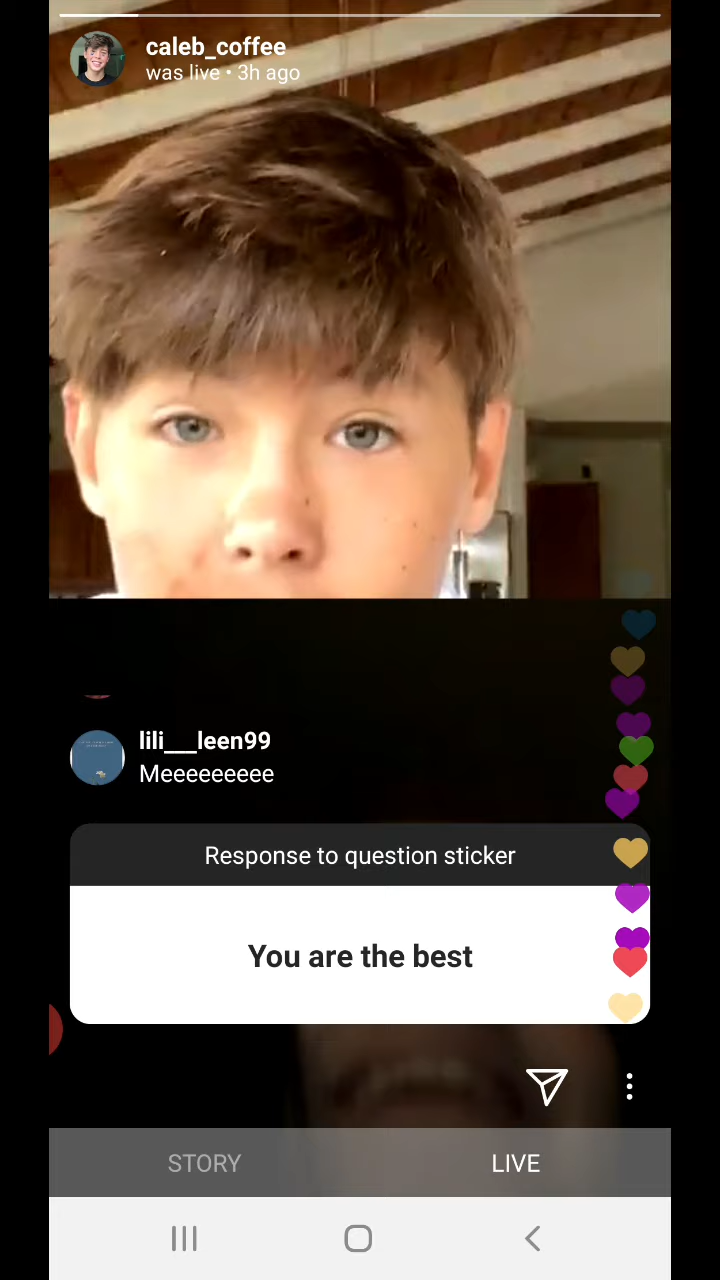 caleb_coffee
was live • 3h ago
lili___leen99
Meeeeeeeee
Response to question sticker
You are the best
STORY
LIVE